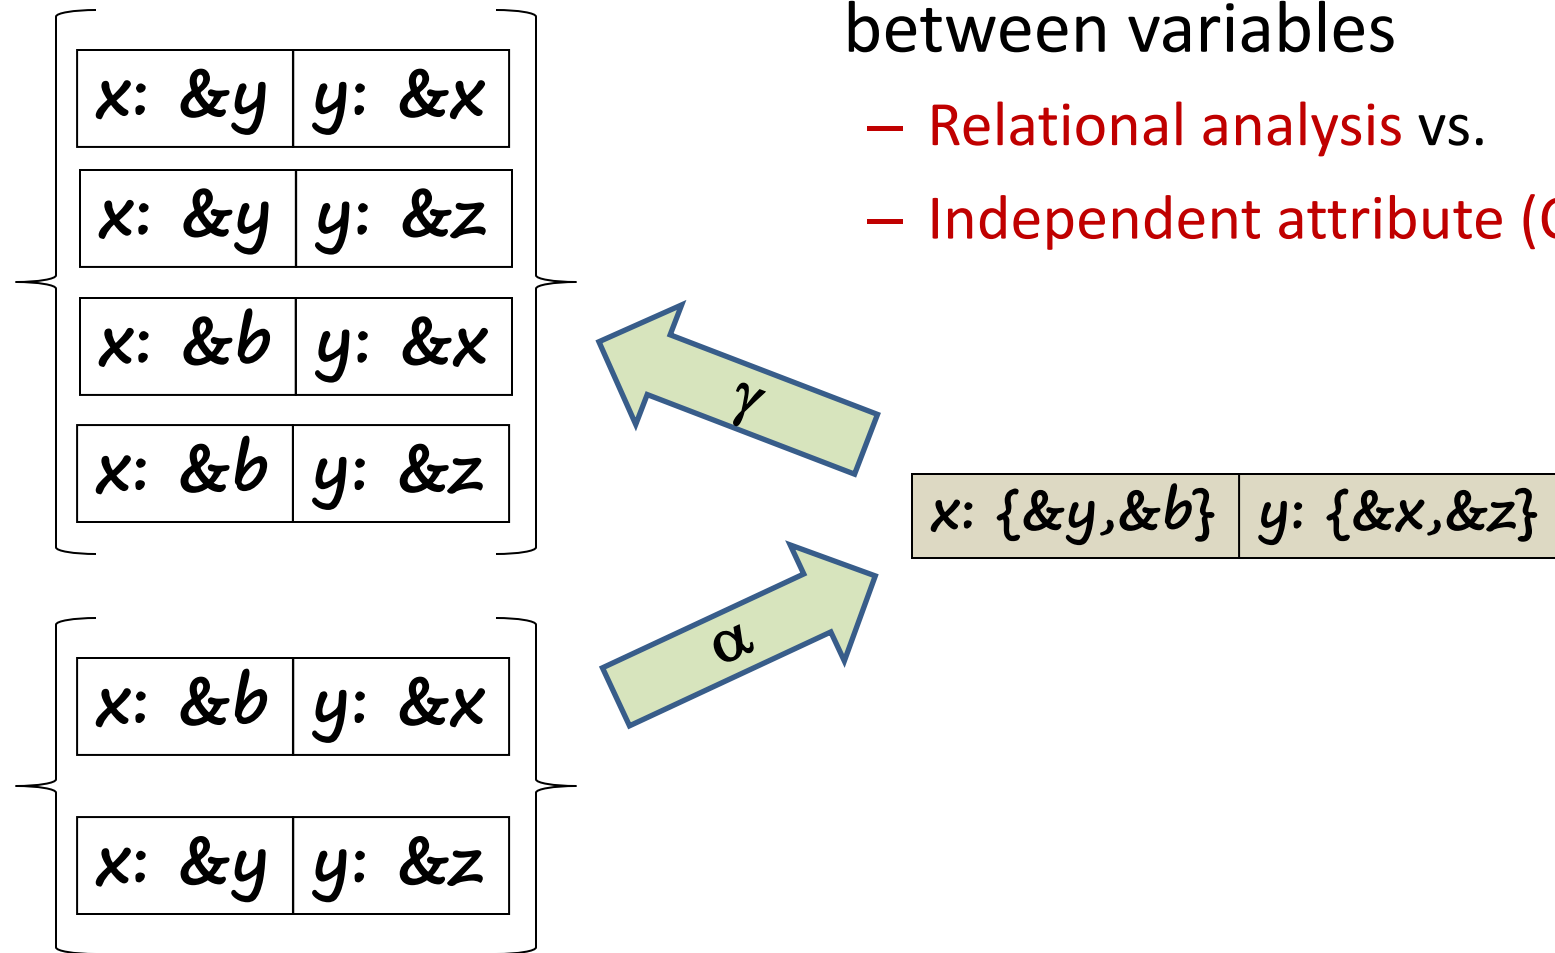 between variables
– Relational analysis vs.
– Independent attribute (
x: &y y: &x
x: &y y: &z
x: &b y: &x
x: &b y: &z
γ
x: {&y,&b} y: {&x,&z}
α
x: &b y: &x
x: &y y: &z